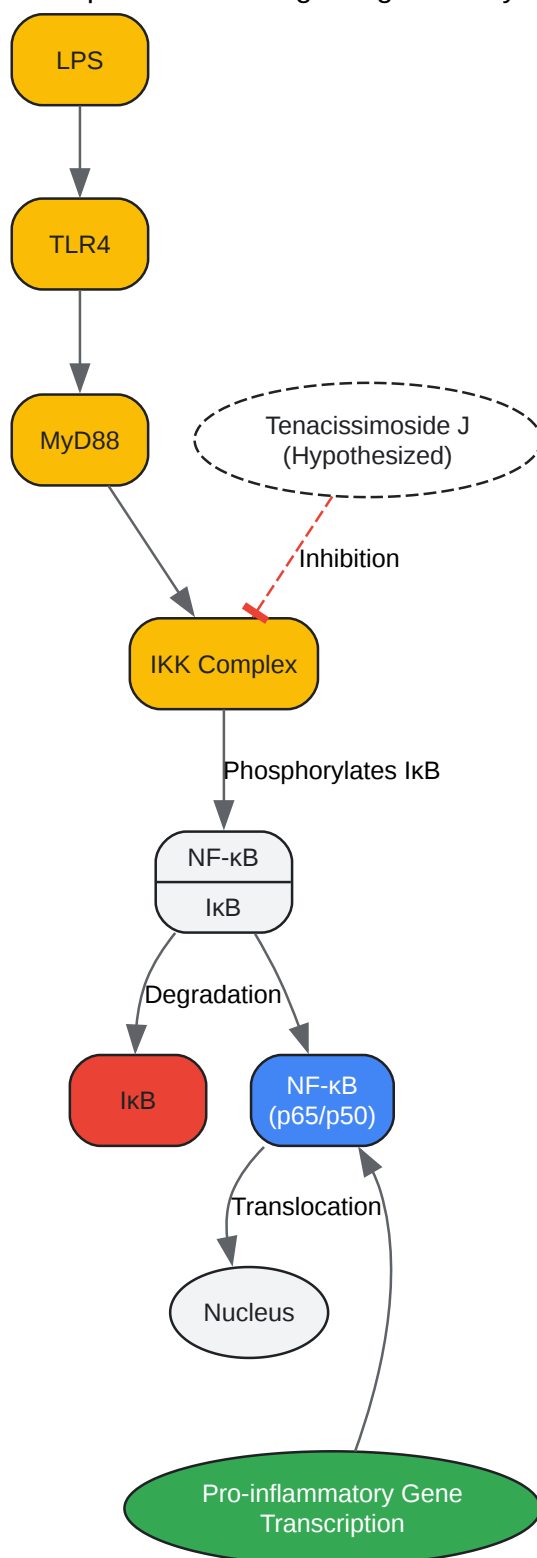 LPS
TLR4
MyD88
Tenacissimoside J
(Hypothesized)
Inhibition
IKK Complex
Phosphorylates IκB
NF-κB
IκB
Degradation
IκB
NF-κB
(p65/p50)
Translocation
Nucleus
Pro-inflammatory Gene
Transcription